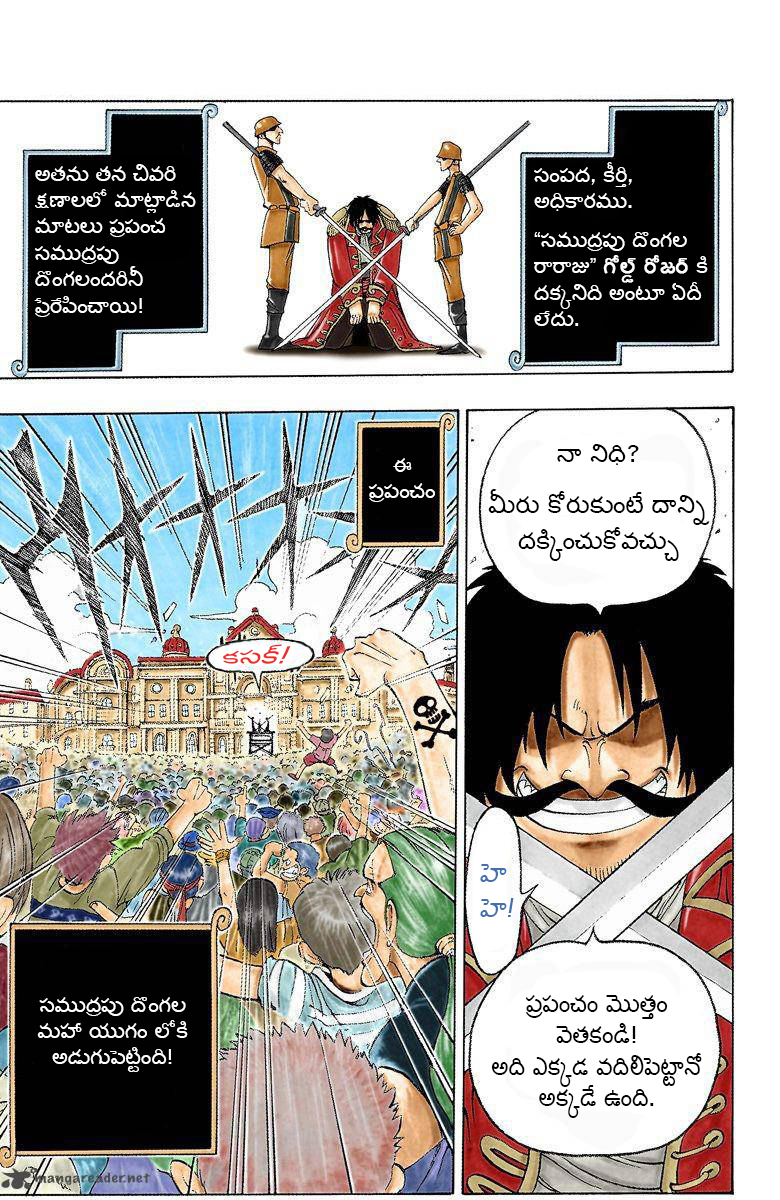 సంపద, కీర్తి,
అధికారము.
“సముద్రపు దొంగల
రారాజు” గోల్డ్ రోజర్ కి
దక్కనిది అంటూ ఏదీ
లేదు.
అతను తన చివరి
క్షణాలలో మాట్లాడిన
మాటలు ప్రపంచ
సముద్రపు
దొంగలందరినీ
ప్రేరేపించాయి!
నా నిధి?
మీరు కోరుకుంటే దాన్ని
దక్కించుకోవచ్చు
హె
హె!
ప్రపంచం మొత్తం
వెతకండి!
అది ఎక్కడ వదిలిపెట్టానో
అక్కడే ఉంది.
ఈ
ప్రపంచం
కసక్!
సముద్రపు దొంగల
మహా యుగం లోకి
అడుగుపెట్టింది!
mangareader.net